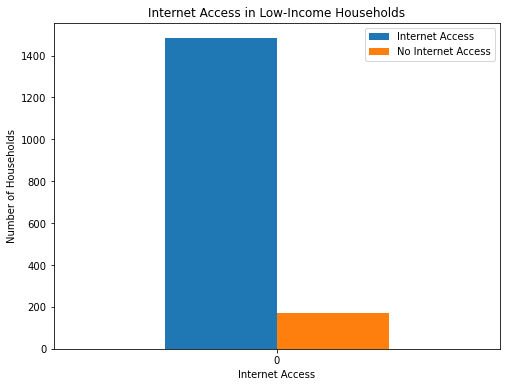 Internet Access in Low-Income Households
Internet Access
No Internet Access
1400
1200
1000
800
600
400
200
0
Number of Households
0
Internet Access